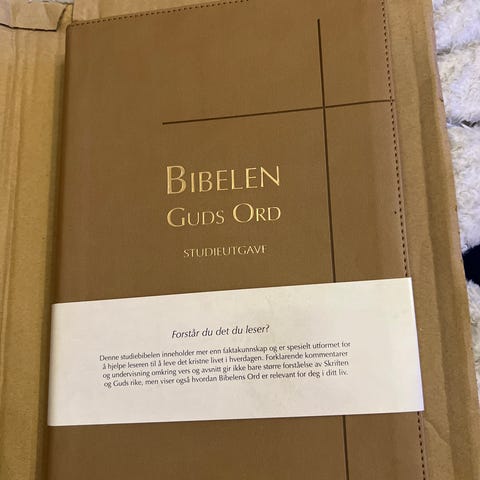 BIBELEN
GUDS ORD
STUDIEUTGAVE
Forstår du det du leser?
Denne studiebibelen inneholder mer enn faktakunnskap og er spesielt utformet for
å hjelpe leseren til å leve det kristne livet i hverdagen. Forklarende kommentarer
og undervisning omkring vers og avsnitt gir ikke bare større forståelse av Skriften
og Guds rike, men viser også hvordan Bibelens Ord er relevant for deg i ditt liv.